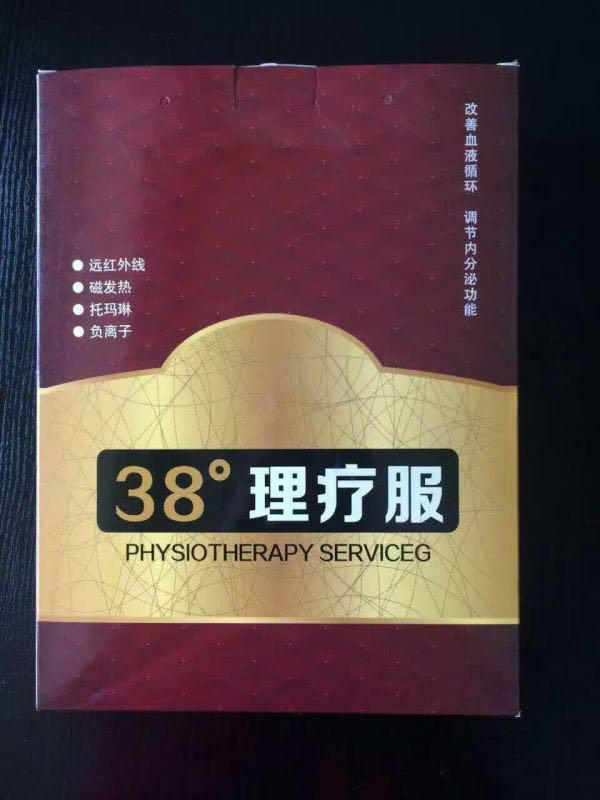 改善血液循环 调节内分泌功能
● 远红外线
● 磁发热
● 托玛琳
● 负离子
38°理疗服
PHYSIOTHERAPY SERVICEG